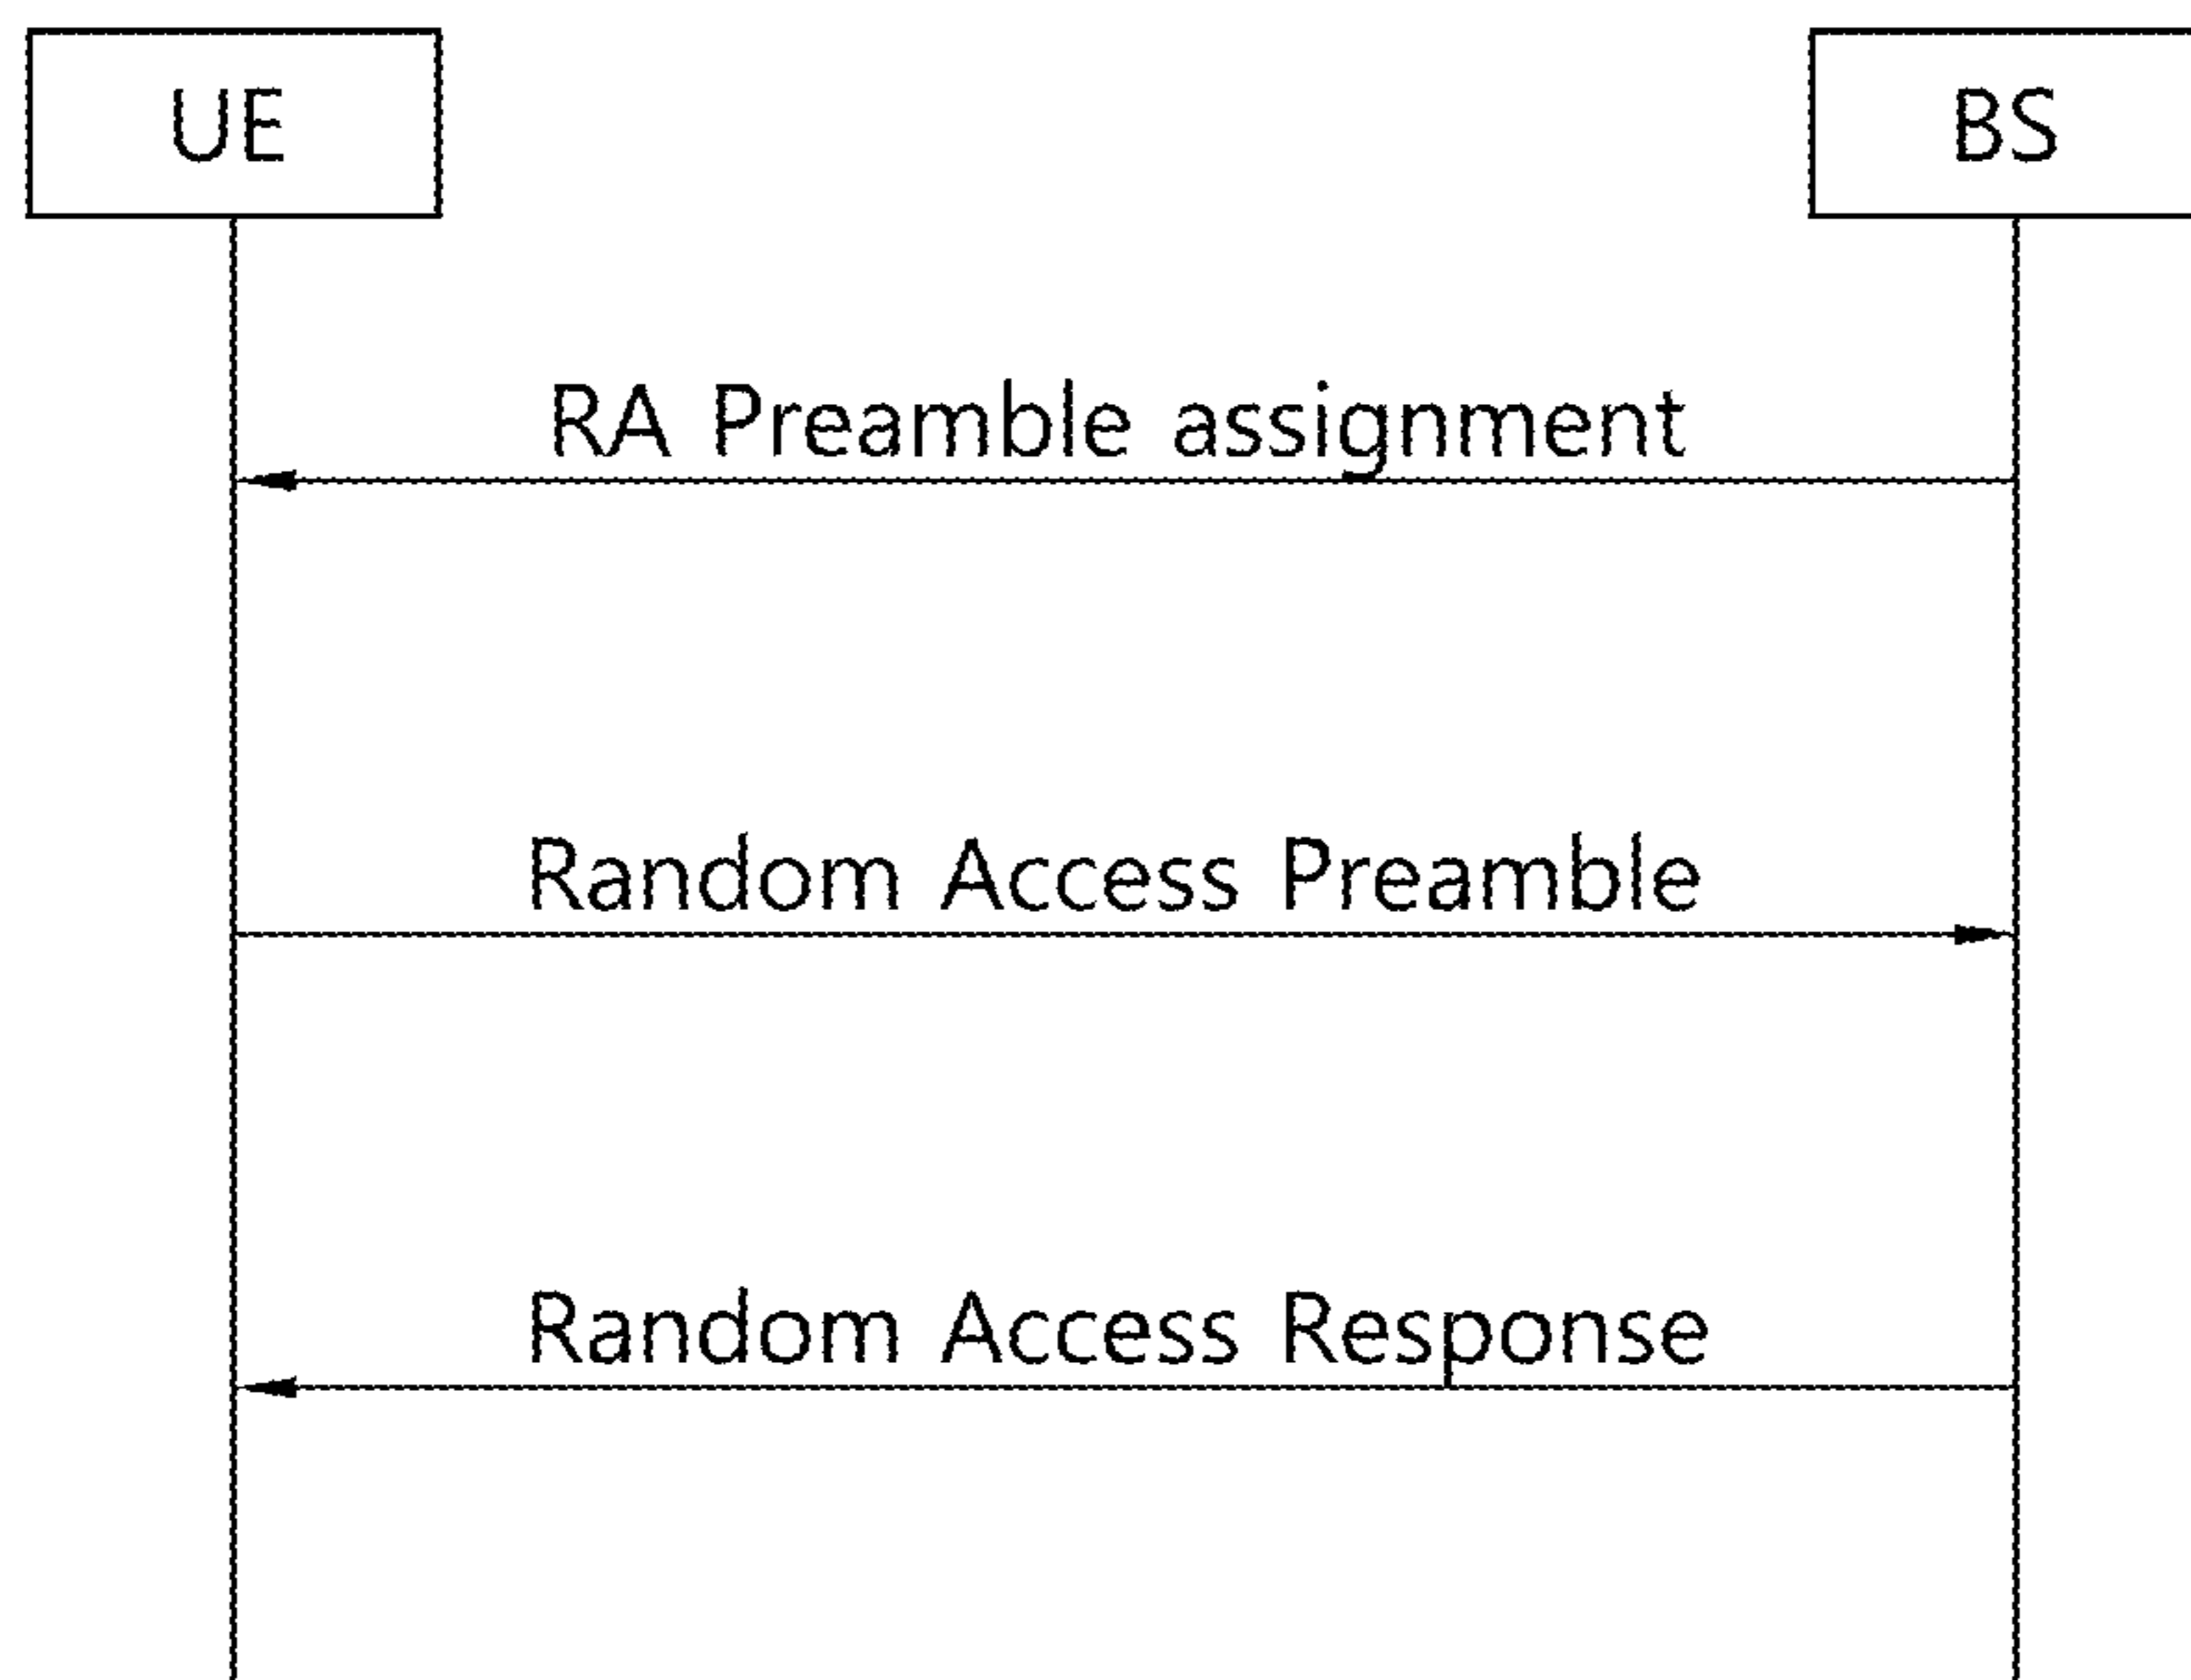 UE
BS
RA Preamble assignment
Random Access Preamble
Random Access Response